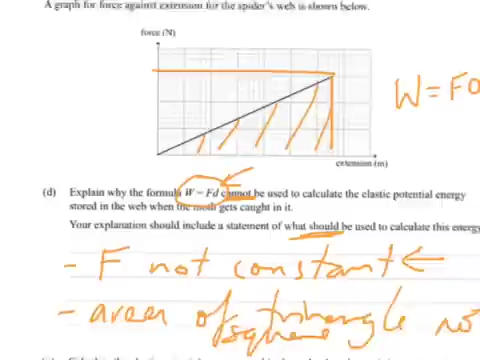 A graph for force against extension for the spider's web is shown below.
force (N)
W = Fd
extension (m)
(d) Explain why the formula W = Fd cannot be used to calculate the elastic potential energy
stored in the web when the moth gets caught in it.
Your explanation should include a statement of what should be used to calculate this energy
- F not constant ←
- area of triangle no
square